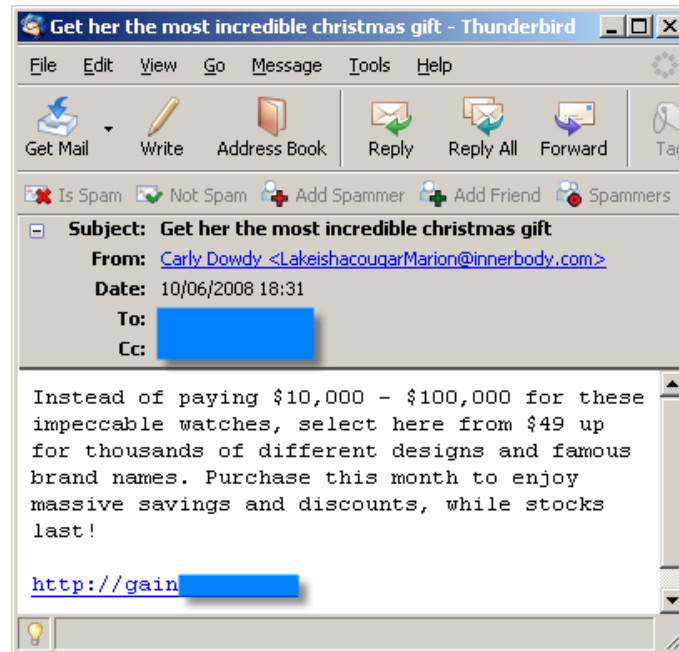 Get her the most incredible christmas gift - Thunderbird
File Edit View Go Message Tools Help
Get Mail Write Address Book Reply Reply All Forward Tag
Is Spam Not Spam Add Spammer Add Friend Spammers
Subject: Get her the most incredible christmas gift
From: Carly Dowdy <LakeishacougarMarion@innerbody.com>
Date: 10/06/2008 18:31
To:
Cc:
Instead of paying $10,000 - $100,000 for these
impeccable watches, select here from $49 up
for thousands of different designs and famous
brand names. Purchase this month to enjoy
massive savings and discounts, while stocks
last!
http://gain